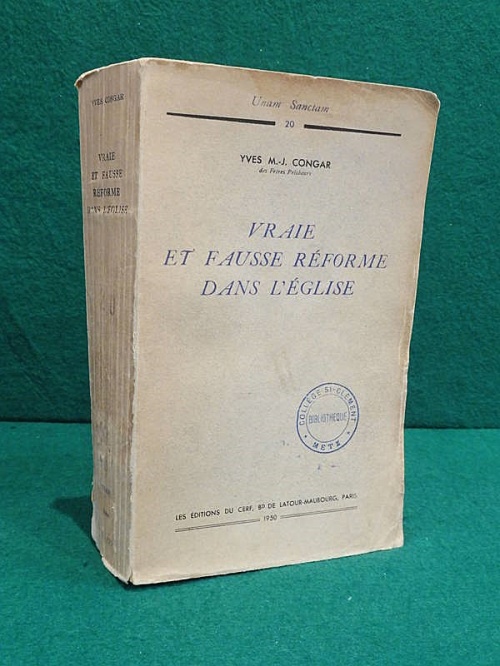 Unam Sanctam
20
YVES M.-J. CONGAR
des Frères Prêcheurs
VRAIE
ET FAUSSE RÉFORME
DANS L'ÉGLISE
COLLÈGE St-CLÉMENT
BIBLIOTHÈQUE
METZ
LES ÉDITIONS DU CERF, Bᴰ DE LATOUR-MAUBOURG, PARIS
1950
YVES CONGAR
VRAIE
ET FAUSSE
RÉFORME
DANS L'ÉGLISE